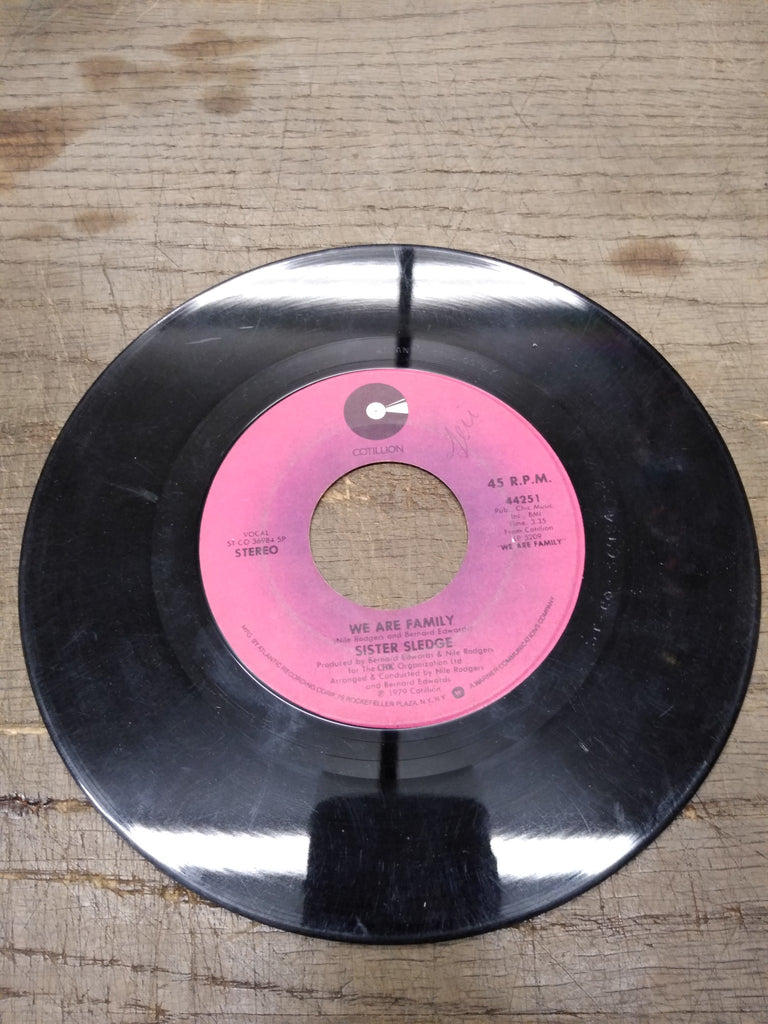 COTILLION
45 R.P.M.
44251
Pub., Chic Music
Inc., BMI
Time: 3:35
From Cotillion
LP 5209
"WE ARE FAMILY"
VOCAL
ST-CO-36984-SP
STEREO
WE ARE FAMILY
(Nile Rodgers and Bernard Edwards)
SISTER SLEDGE
Produced by Bernard Edwards & Nile Rodgers
for The CHIC Organization Ltd.
Arranged & Conducted by Nile Rodgers
and Bernard Edwards
℗ 1979 Cotillion
MFG. BY ATLANTIC RECORDING CORP., 75 ROCKEFELLER PLAZA, N.Y., N.Y. A WARNER COMMUNICATIONS COMPANY